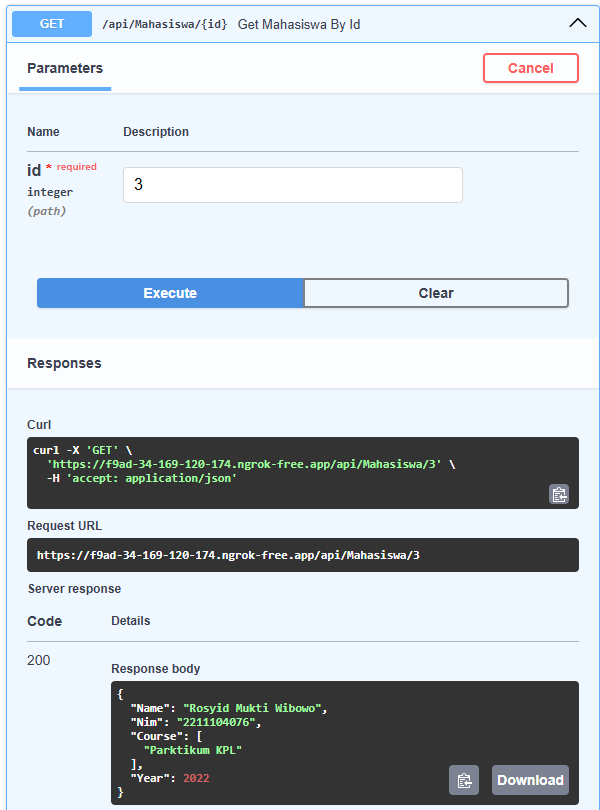 GET /api/Mahasiswa/{id} Get Mahasiswa By Id
Parameters Cancel
Name Description
id * required
integer
(path)
3
Execute Clear
Responses
Curl
curl -X 'GET' \
'https://f9ad-34-169-120-174.ngrok-free.app/api/Mahasiswa/3' \
-H 'accept: application/json'
Request URL
https://f9ad-34-169-120-174.ngrok-free.app/api/Mahasiswa/3
Server response
Code Details
200
Response body
{
"Name": "Rosyid Mukti Wibowo",
"Nim": "2211104076",
"Course": [
"Parktikum KPL"
],
"Year": 2022
}
Download